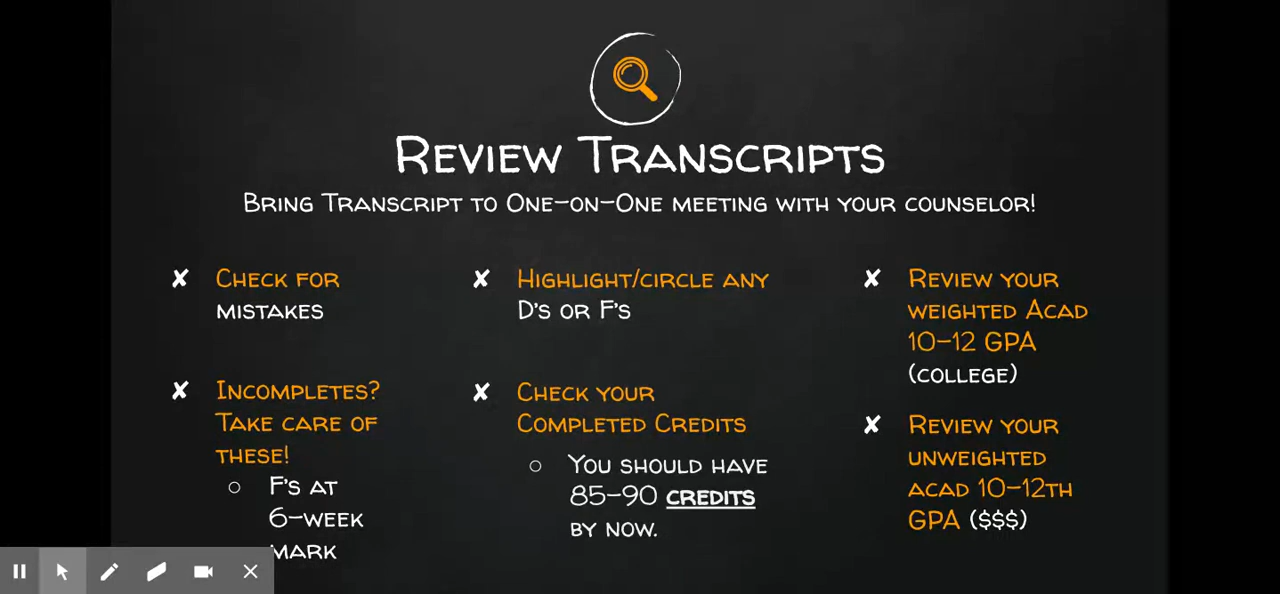 Review Transcripts
Bring Transcript to One-on-One meeting with your counselor!
✘ Check for
mistakes
✘ Incompletes?
Take care of
these!
○ F's at
6-week
mark
✘ Highlight/circle any
D's or F's
✘ Check your
Completed Credits
○ You should have
85-90 credits
by now.
✘ Review your
weighted Acad
10-12 GPA
(college)
✘ Review your
unweighted
acad 10-12th
GPA ($$$)